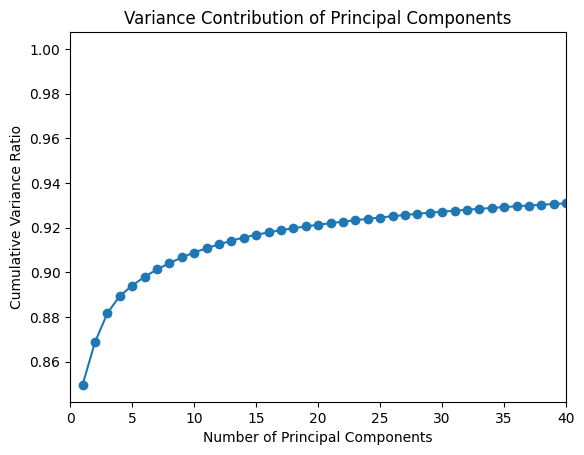 Variance Contribution of Principal Components
1.00
0.98
0.96
0.94
0.92
0.90
0.88
0.86
Cumulative Variance Ratio
0 5 10 15 20 25 30 35 40
Number of Principal Components